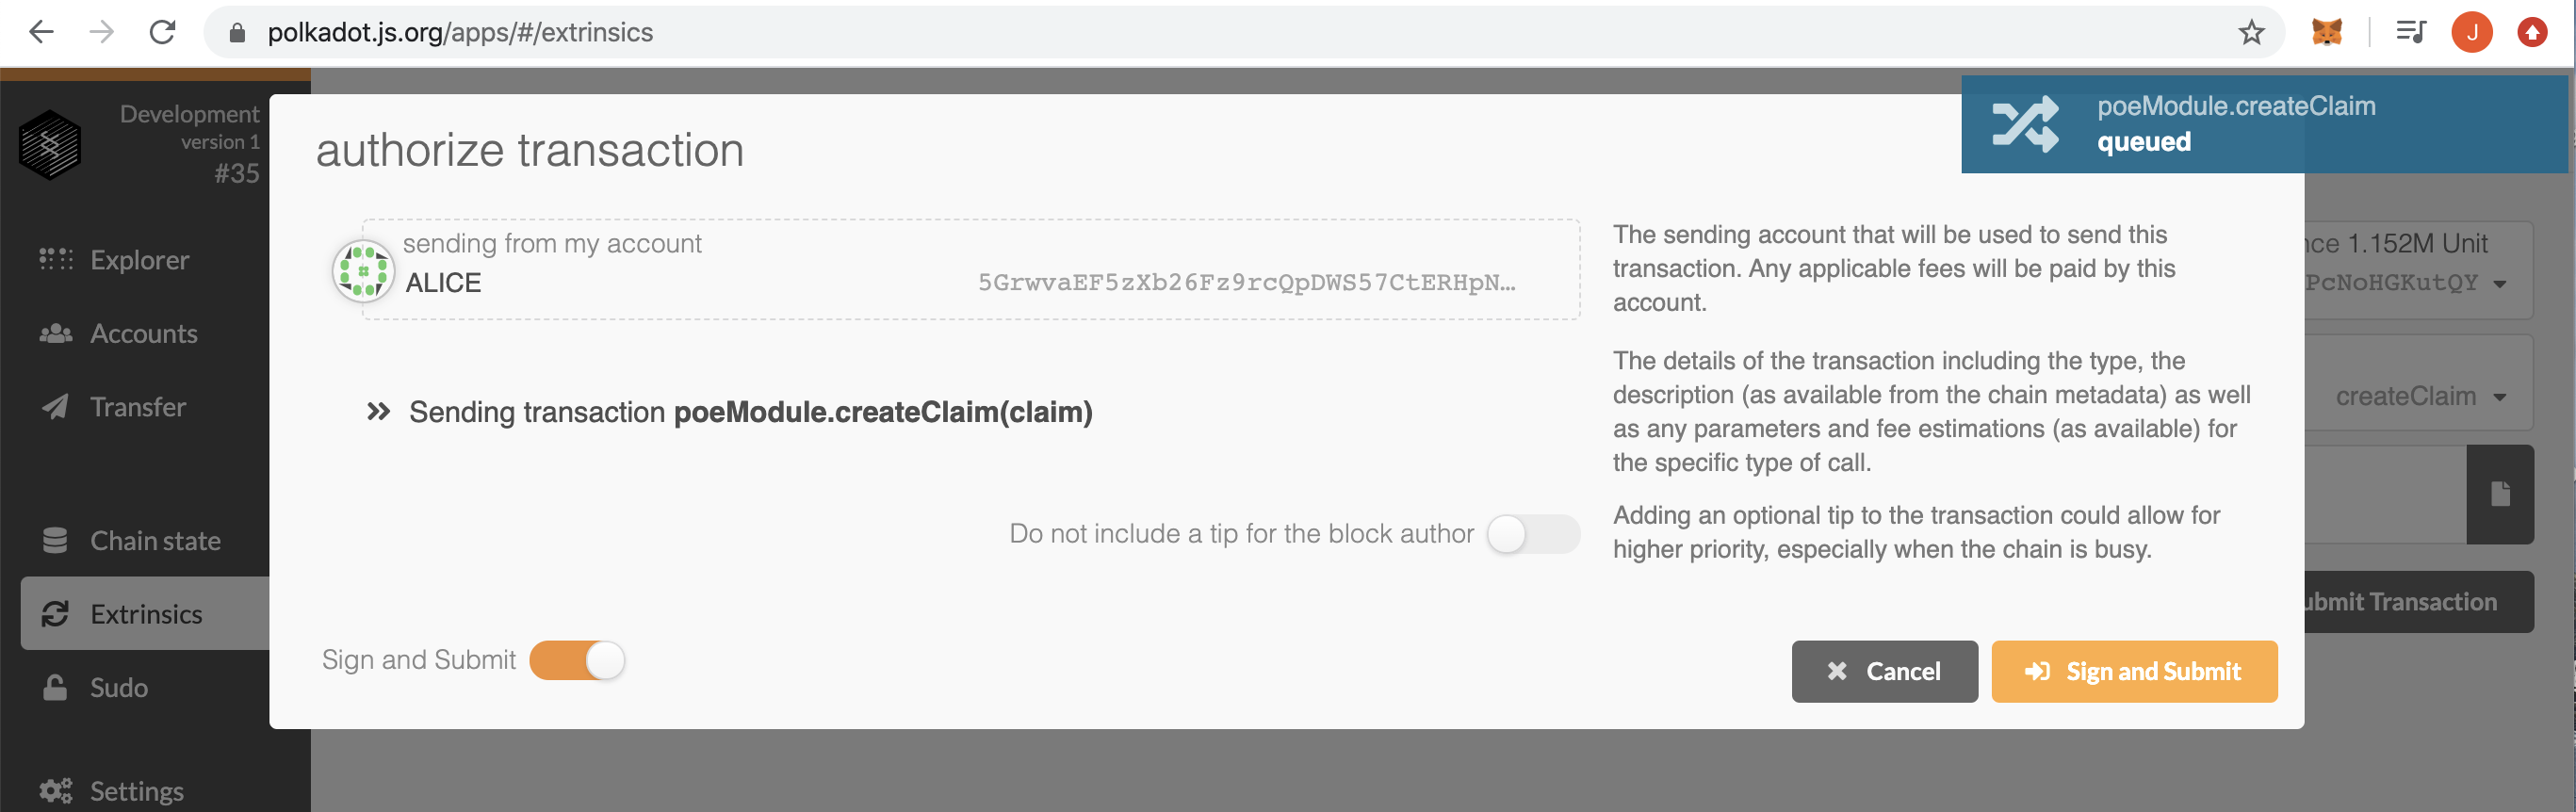 polkadot.js.org/apps/#/extrinsics
J
Development
version 1
#35
Explorer
Accounts
Transfer
Chain state
Extrinsics
Sudo
Settings
authorize transaction
sending from my account
ALICE
5GrwvaEF5zXb26Fz9rcQpDWS57CtERHpN…
Sending transaction poeModule.createClaim(claim)
Do not include a tip for the block author
Sign and Submit
The sending account that will be used to send this
transaction. Any applicable fees will be paid by this
account.
The details of the transaction including the type, the
description (as available from the chain metadata) as well
as any parameters and fee estimations (as available) for
the specific type of call.
Adding an optional tip to the transaction could allow for
higher priority, especially when the chain is busy.
Cancel
Sign and Submit
poeModule.createClaim
queued
1.152M Unit
PcNoHGKutQY
createClaim
Transaction